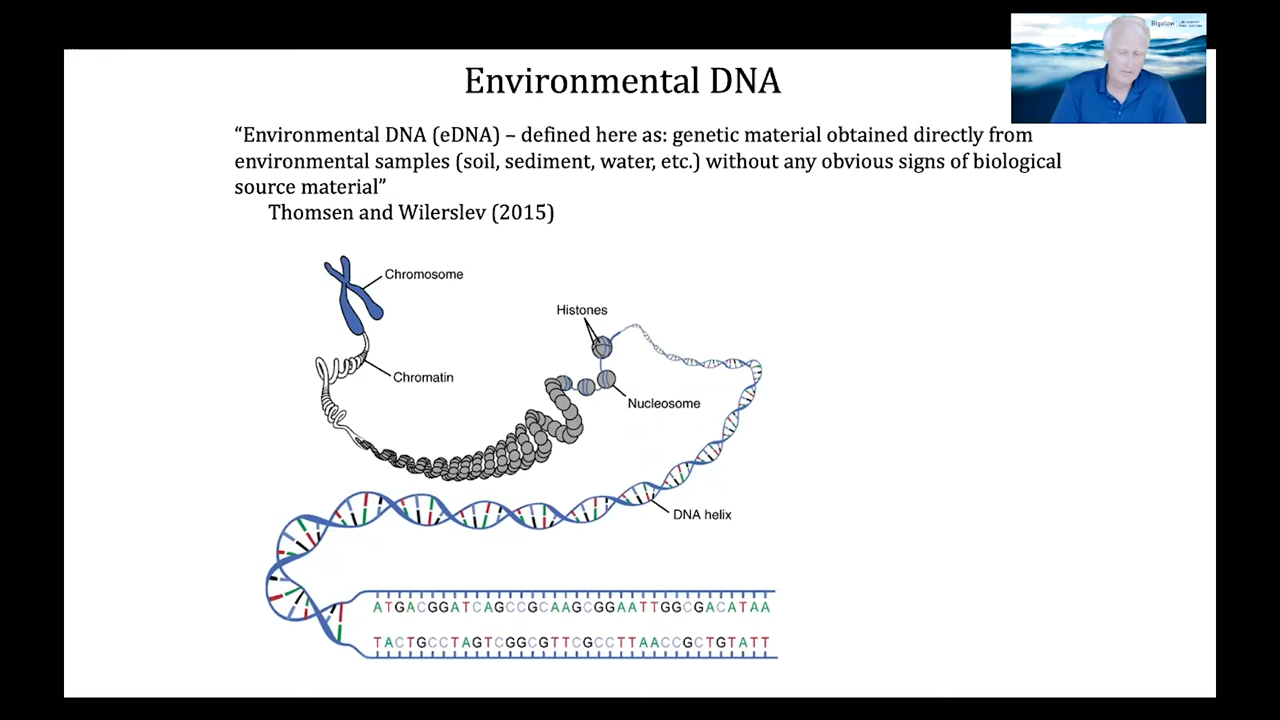 Bigelow
Environmental DNA
“Environmental DNA (eDNA) – defined here as: genetic material obtained directly from
environmental samples (soil, sediment, water, etc.) without any obvious signs of biological
source material”
Thomsen and Wilerslev (2015)
Chromosome
Histones
Chromatin
Nucleosome
DNA helix
ATGACGGATCAGCCGCAAGCGGAATTGGCGACATAA
TACTGCCTAGTCGGCGTTCGCCTTAACCGCTGTATT